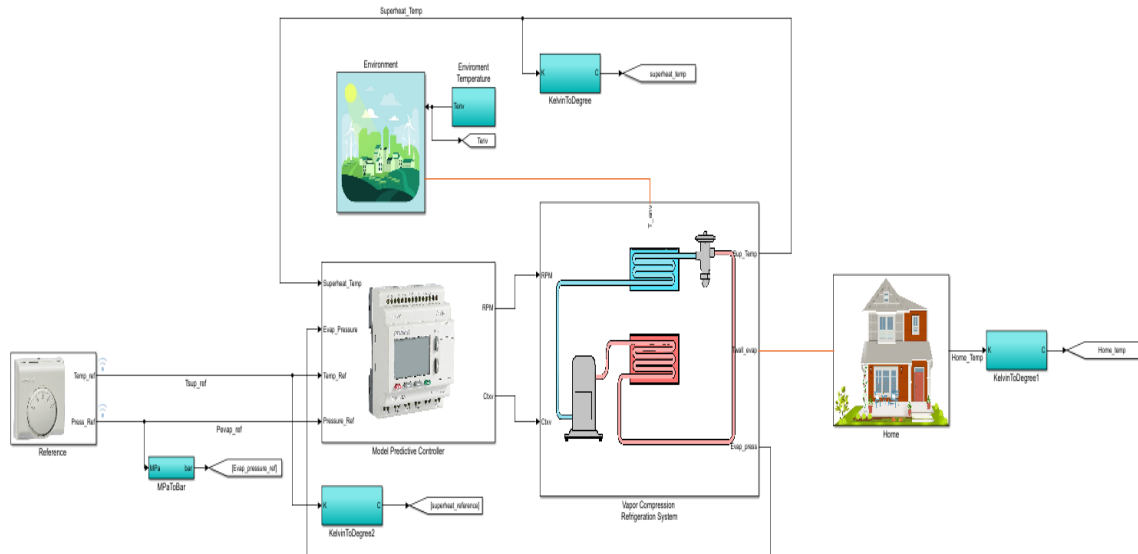 Superheat_Temp
Environment
Enviroment
Temperature
Tenv
Tenv
K
C
KelvinToDegree
superheat_temp
T_env
Superheat_Temp
RPM
RPM
Sup_Temp
Evap_Pressure
Temp_ref
Tsup_ref
Temp_Ref
Twall_evap
Home_Temp
K
C
Home_temp
KelvinToDegree1
Press_Ref
Pevap_ref
Pressure_Ref
Ctxv
Ctxv
Evap_press
Home
Reference
Model Predictive Controller
MPa
bar
[Evap_pressure_ref]
MPaToBar
K
C
[superheat_reference]
KelvinToDegree2
Vapor Compression
Refrigeration System